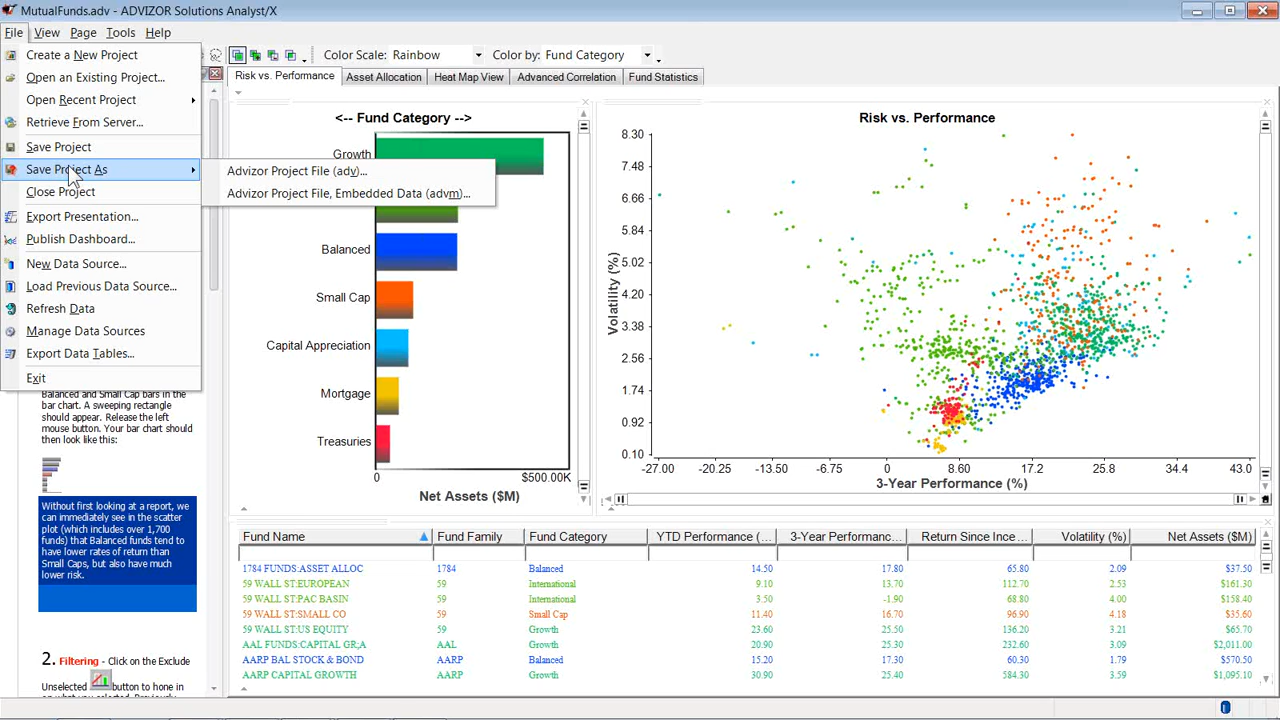 MutualFunds.adv - ADVIZOR Solutions Analyst/X
File View Page Tools Help
Create a New Project
Open an Existing Project...
Open Recent Project
Retrieve From Server...
Save Project
Save Project As
Close Project
Export Presentation...
Publish Dashboard...
New Data Source...
Load Previous Data Source...
Refresh Data
Manage Data Sources
Export Data Tables...
Exit
Advizor Project File (adv)...
Advizor Project File, Embedded Data (advm)...
Color Scale: Rainbow
Color by: Fund Category
Risk vs. Performance
Asset Allocation
Heat Map View
Advanced Correlation
Fund Statistics
<-- Fund Category -->
Growth
Balanced
Small Cap
Capital Appreciation
Mortgage
Treasuries
0 $500.00K
Net Assets ($M)
Risk vs. Performance
8.30
7.48
6.66
5.84
5.02
4.20
3.38
2.56
1.74
0.92
0.10
Volatility (%)
-27.00 -20.25 -13.50 -6.75 0 8.60 17.2 25.8 34.4 43.0
3-Year Performance (%)
Balanced and Small Cap bars in the
bar chart. A sweeping rectangle
should appear. Release the left
mouse button. Your bar chart should
then look like this:
Without first looking at a report, we
can immediately see in the scatter
plot (which includes over 1,700
funds) that Balanced funds tend to
have lower rates of return than
Small Caps, but also have much
lower risk.
2. Filtering - Click on the Exclude
Unselected button to hone in
Fund Name Fund Family Fund Category YTD Performance (... 3-Year Performanc... Return Since Ince... Volatility (%) Net Assets ($M)
1784 FUNDS:ASSET ALLOC 1784 Balanced 14.50 17.80 65.80 2.09 $37.50
59 WALL ST:EUROPEAN 59 International 9.10 13.70 112.70 2.53 $161.30
59 WALL ST:PAC BASIN 59 International 3.50 -1.90 68.80 4.00 $158.40
59 WALL ST:SMALL CO 59 Small Cap 11.40 16.70 96.90 4.18 $35.60
59 WALL ST:US EQUITY 59 Growth 23.60 25.50 136.20 3.21 $65.70
AAL FUNDS:CAPITAL GR;A AAL Growth 20.90 25.30 232.60 3.09 $2,011.00
AARP BAL STOCK & BOND AARP Balanced 15.20 17.30 60.30 1.79 $570.50
AARP CAPITAL GROWTH AARP Growth 30.90 24.90 584.30 3.59 $1,095.10